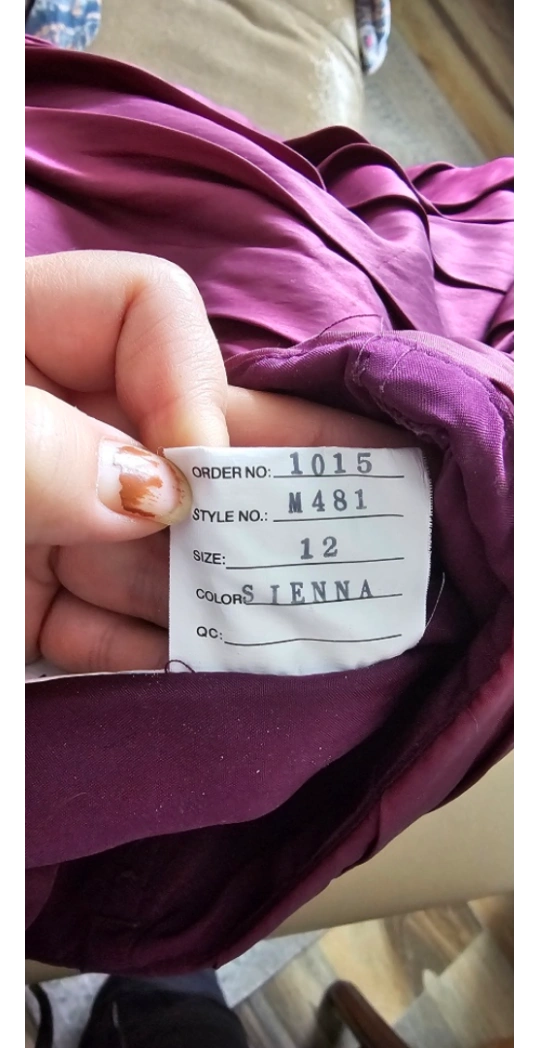 ORDER NO: 1015
STYLE NO.: M481
SIZE: 12
COLOR SIENNA
QC: